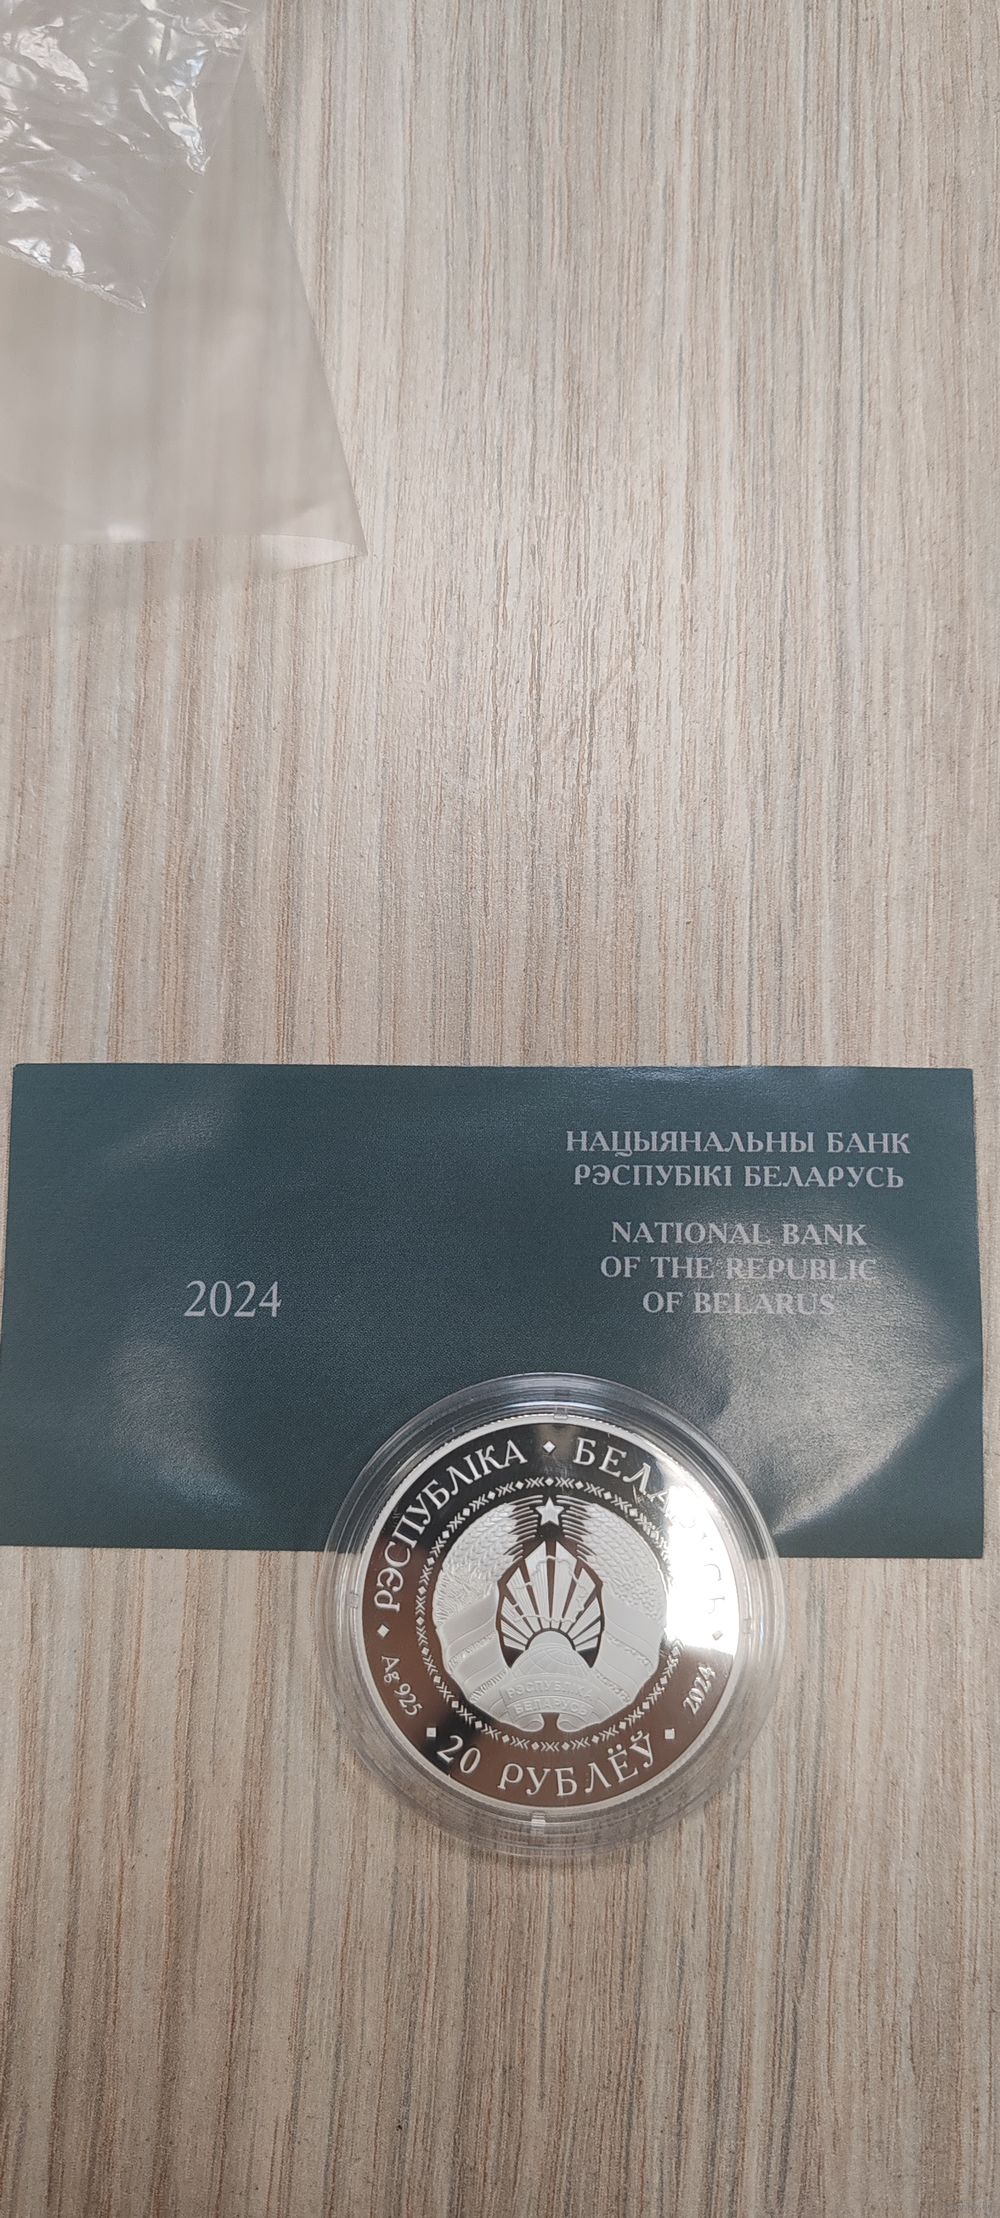 НАЦЫЯНАЛЬНЫ БАНК
РЭСПУБІКІ БЕЛАРУСЬ
NATIONAL BANK
OF THE REPUBLIC
OF BELARUS
2024
РЭСПУБЛІКА БЕЛАРУСЬ
РЭСПУБЛІКА
БЕЛАРУСЬ
Ag 925
20 РУБЛЁЎ
2024